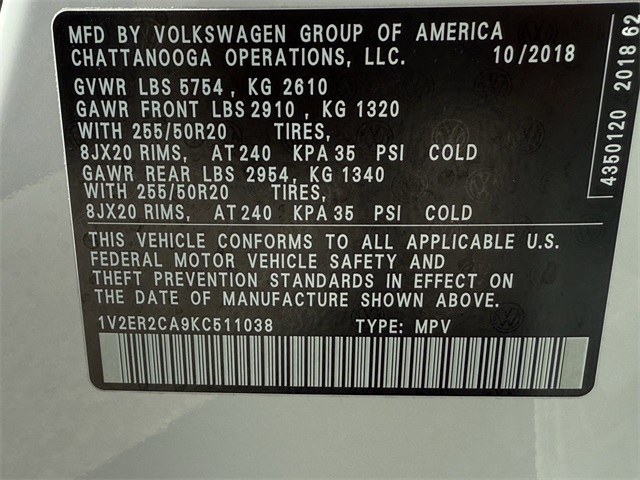 MFD BY VOLKSWAGEN GROUP OF AMERICA
CHATTANOOGA OPERATIONS, LLC. 10/2018
GVWR LBS 5754 , KG 2610
GAWR FRONT LBS 2910 , KG 1320
WITH 255/50R20 TIRES,
8JX20 RIMS, AT 240 KPA 35 PSI COLD
GAWR REAR LBS 2954, KG 1340
WITH 255/50R20 TIRES,
8JX20 RIMS, AT 240 KPA 35 PSI COLD
THIS VEHICLE CONFORMS TO ALL APPLICABLE U.S.
FEDERAL MOTOR VEHICLE SAFETY AND
THEFT PREVENTION STANDARDS IN EFFECT ON
DATE OF MANUFACTURE SHOWN ABOVE.
1V2ER2CA9KC511038 TYPE: MPV
4350120 2018 62